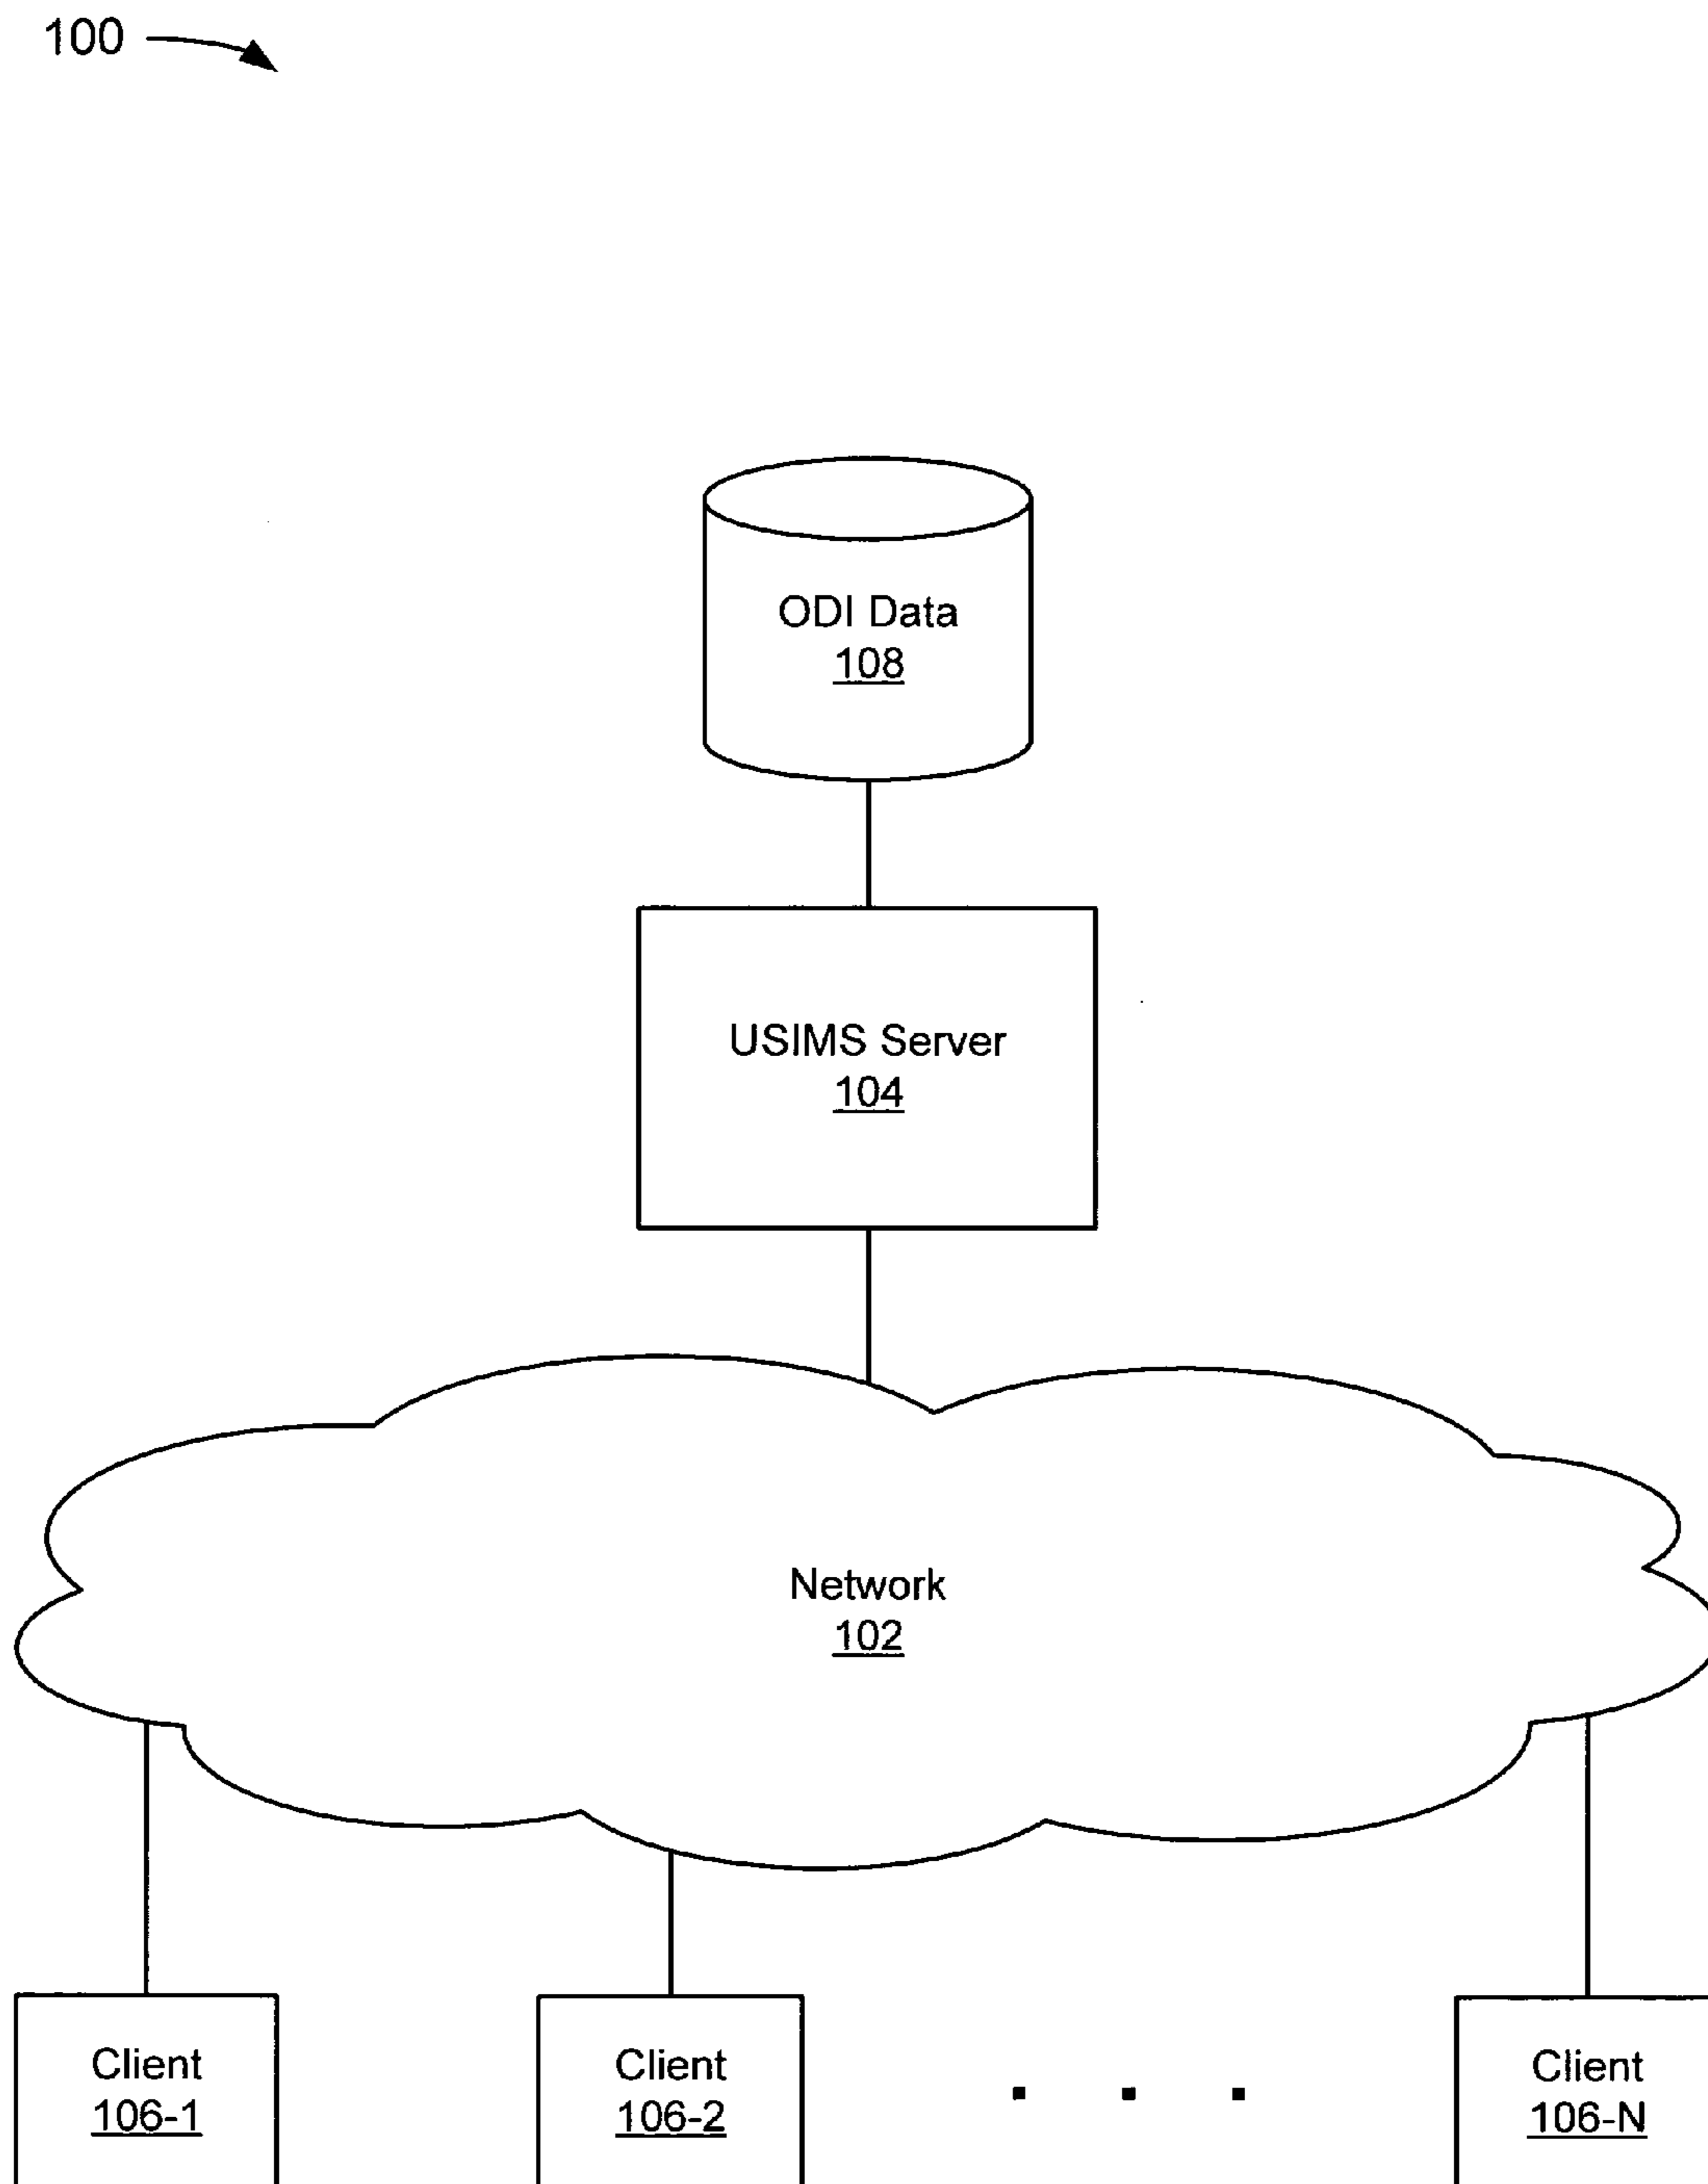 100
ODI Data
108
USIMS Server
104
Network
102
Client
106-1
Client
106-2
. . .
Client
106-N